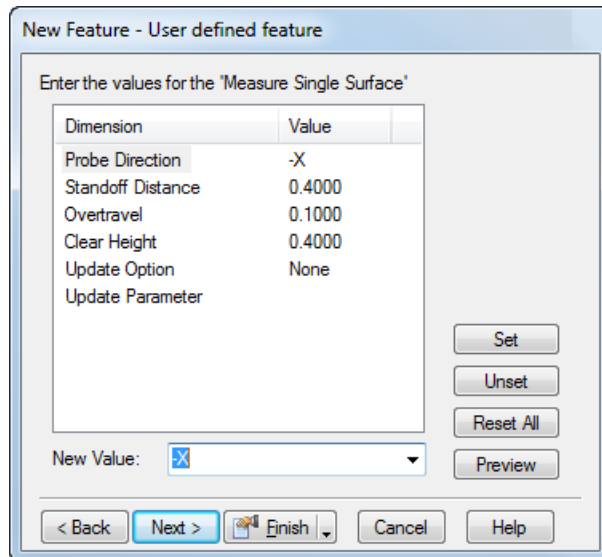 New Feature - User defined feature
Enter the values for the 'Measure Single Surface'
Dimension Value
Probe Direction -X
Standoff Distance 0.4000
Overtravel 0.1000
Clear Height 0.4000
Update Option None
Update Parameter
Set
Unset
Reset All
New Value: -X
Preview
< Back Next > Finish Cancel Help